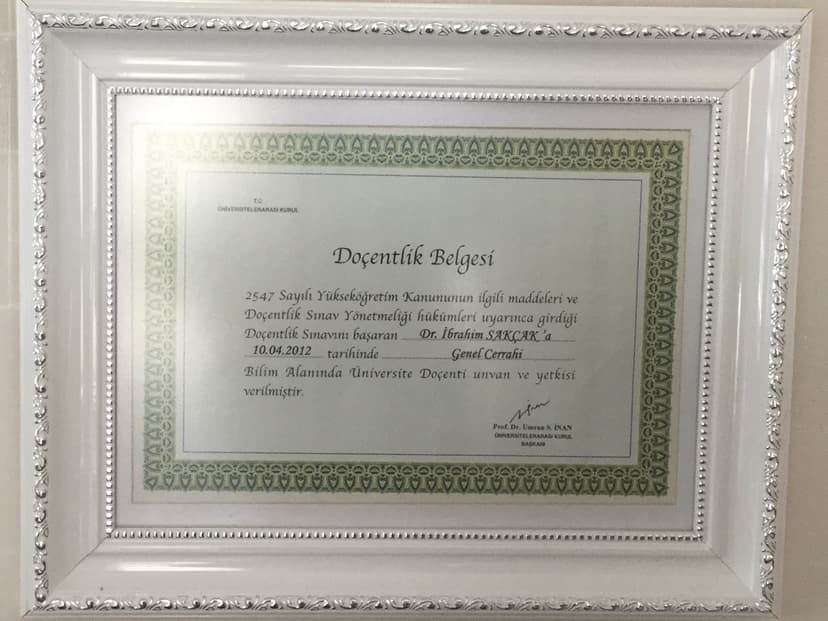 T.C.
ÜNİVERSİTELERARASI KURUL
Doçentlik Belgesi
2547 Sayılı Yükseköğretim Kanununun ilgili maddeleri ve
Doçentlik Sınav Yönetmeliği hükümleri uyarınca girdiği
Doçentlik Sınavını başaran Dr. İbrahim SAKÇAK'a
10.04.2012 tarihinde Genel Cerrahi
Bilim Alanında Üniversite Doçenti unvan ve yetkisi
verilmiştir.
Prof. Dr. Umran S. İNAN
ÜNİVERSİTELERARASI KURUL
BAŞKANI